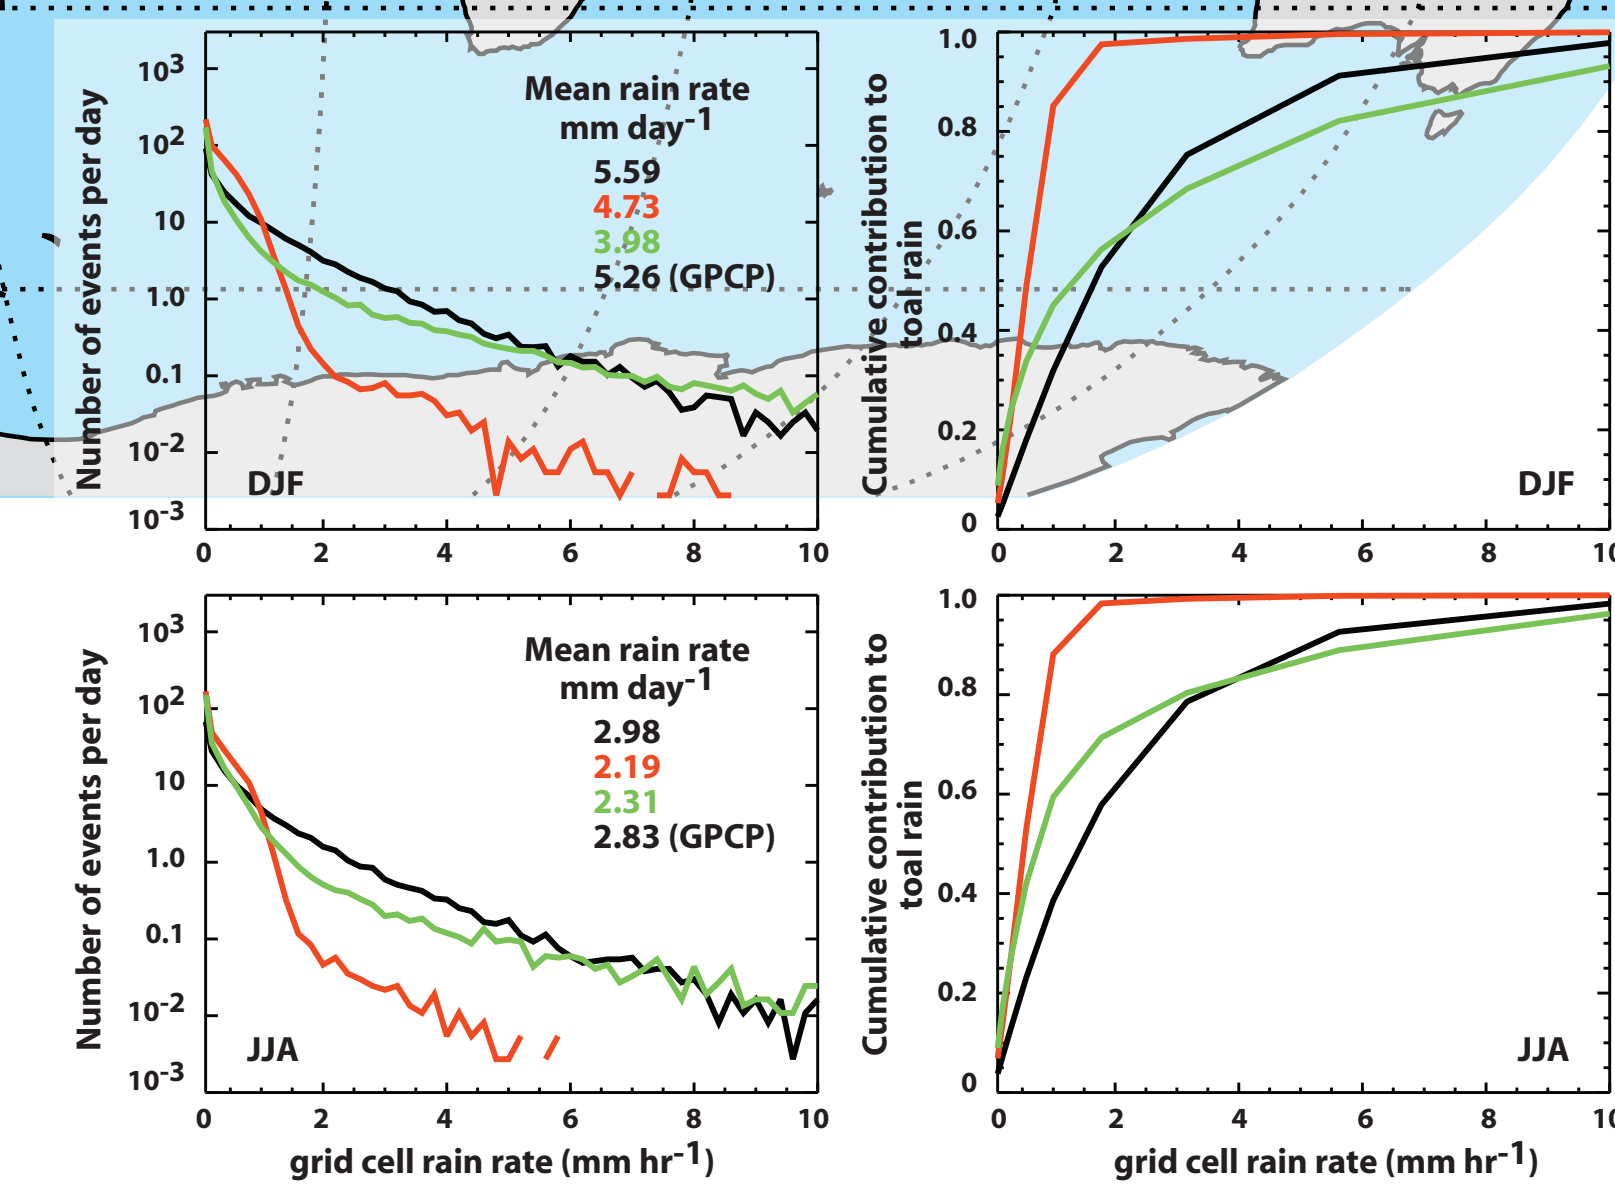 Number of events per day
10³
10²
10
1.0
0.1
10⁻²
10⁻³
Mean rain rate
mm day⁻¹
5.59
4.73
3.98
5.26 (GPCP)
DJF
0 2 4 6 8 10
Cumulative contribution to
toal rain
1.0
0.8
0.6
0.4
0.2
0
DJF
0 2 4 6 8 10
Number of events per day
10³
10²
10
1.0
0.1
10⁻²
10⁻³
Mean rain rate
mm day⁻¹
2.98
2.19
2.31
2.83 (GPCP)
JJA
0 2 4 6 8 10
grid cell rain rate (mm hr⁻¹)
Cumulative contribution to
toal rain
1.0
0.8
0.6
0.4
0.2
0
JJA
0 2 4 6 8 10
grid cell rain rate (mm hr⁻¹)